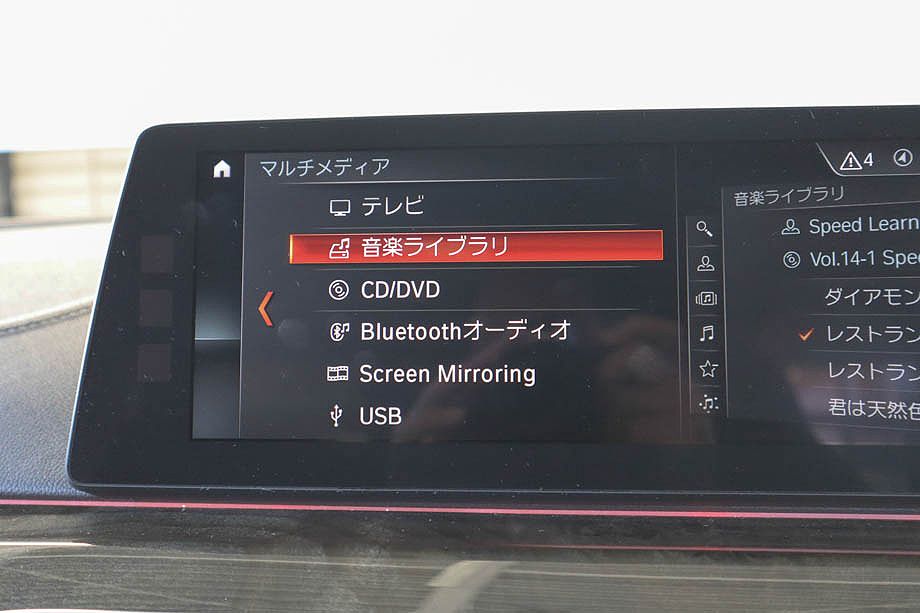 マルチメディア
テレビ
音楽ライブラリ
CD/DVD
Bluetoothオーディオ
Screen Mirroring
USB
4
音楽ライブラリ
Speed Learn
Vol.14-1 Spe
ダイアモン
レストラン
レストラン
君は天然色